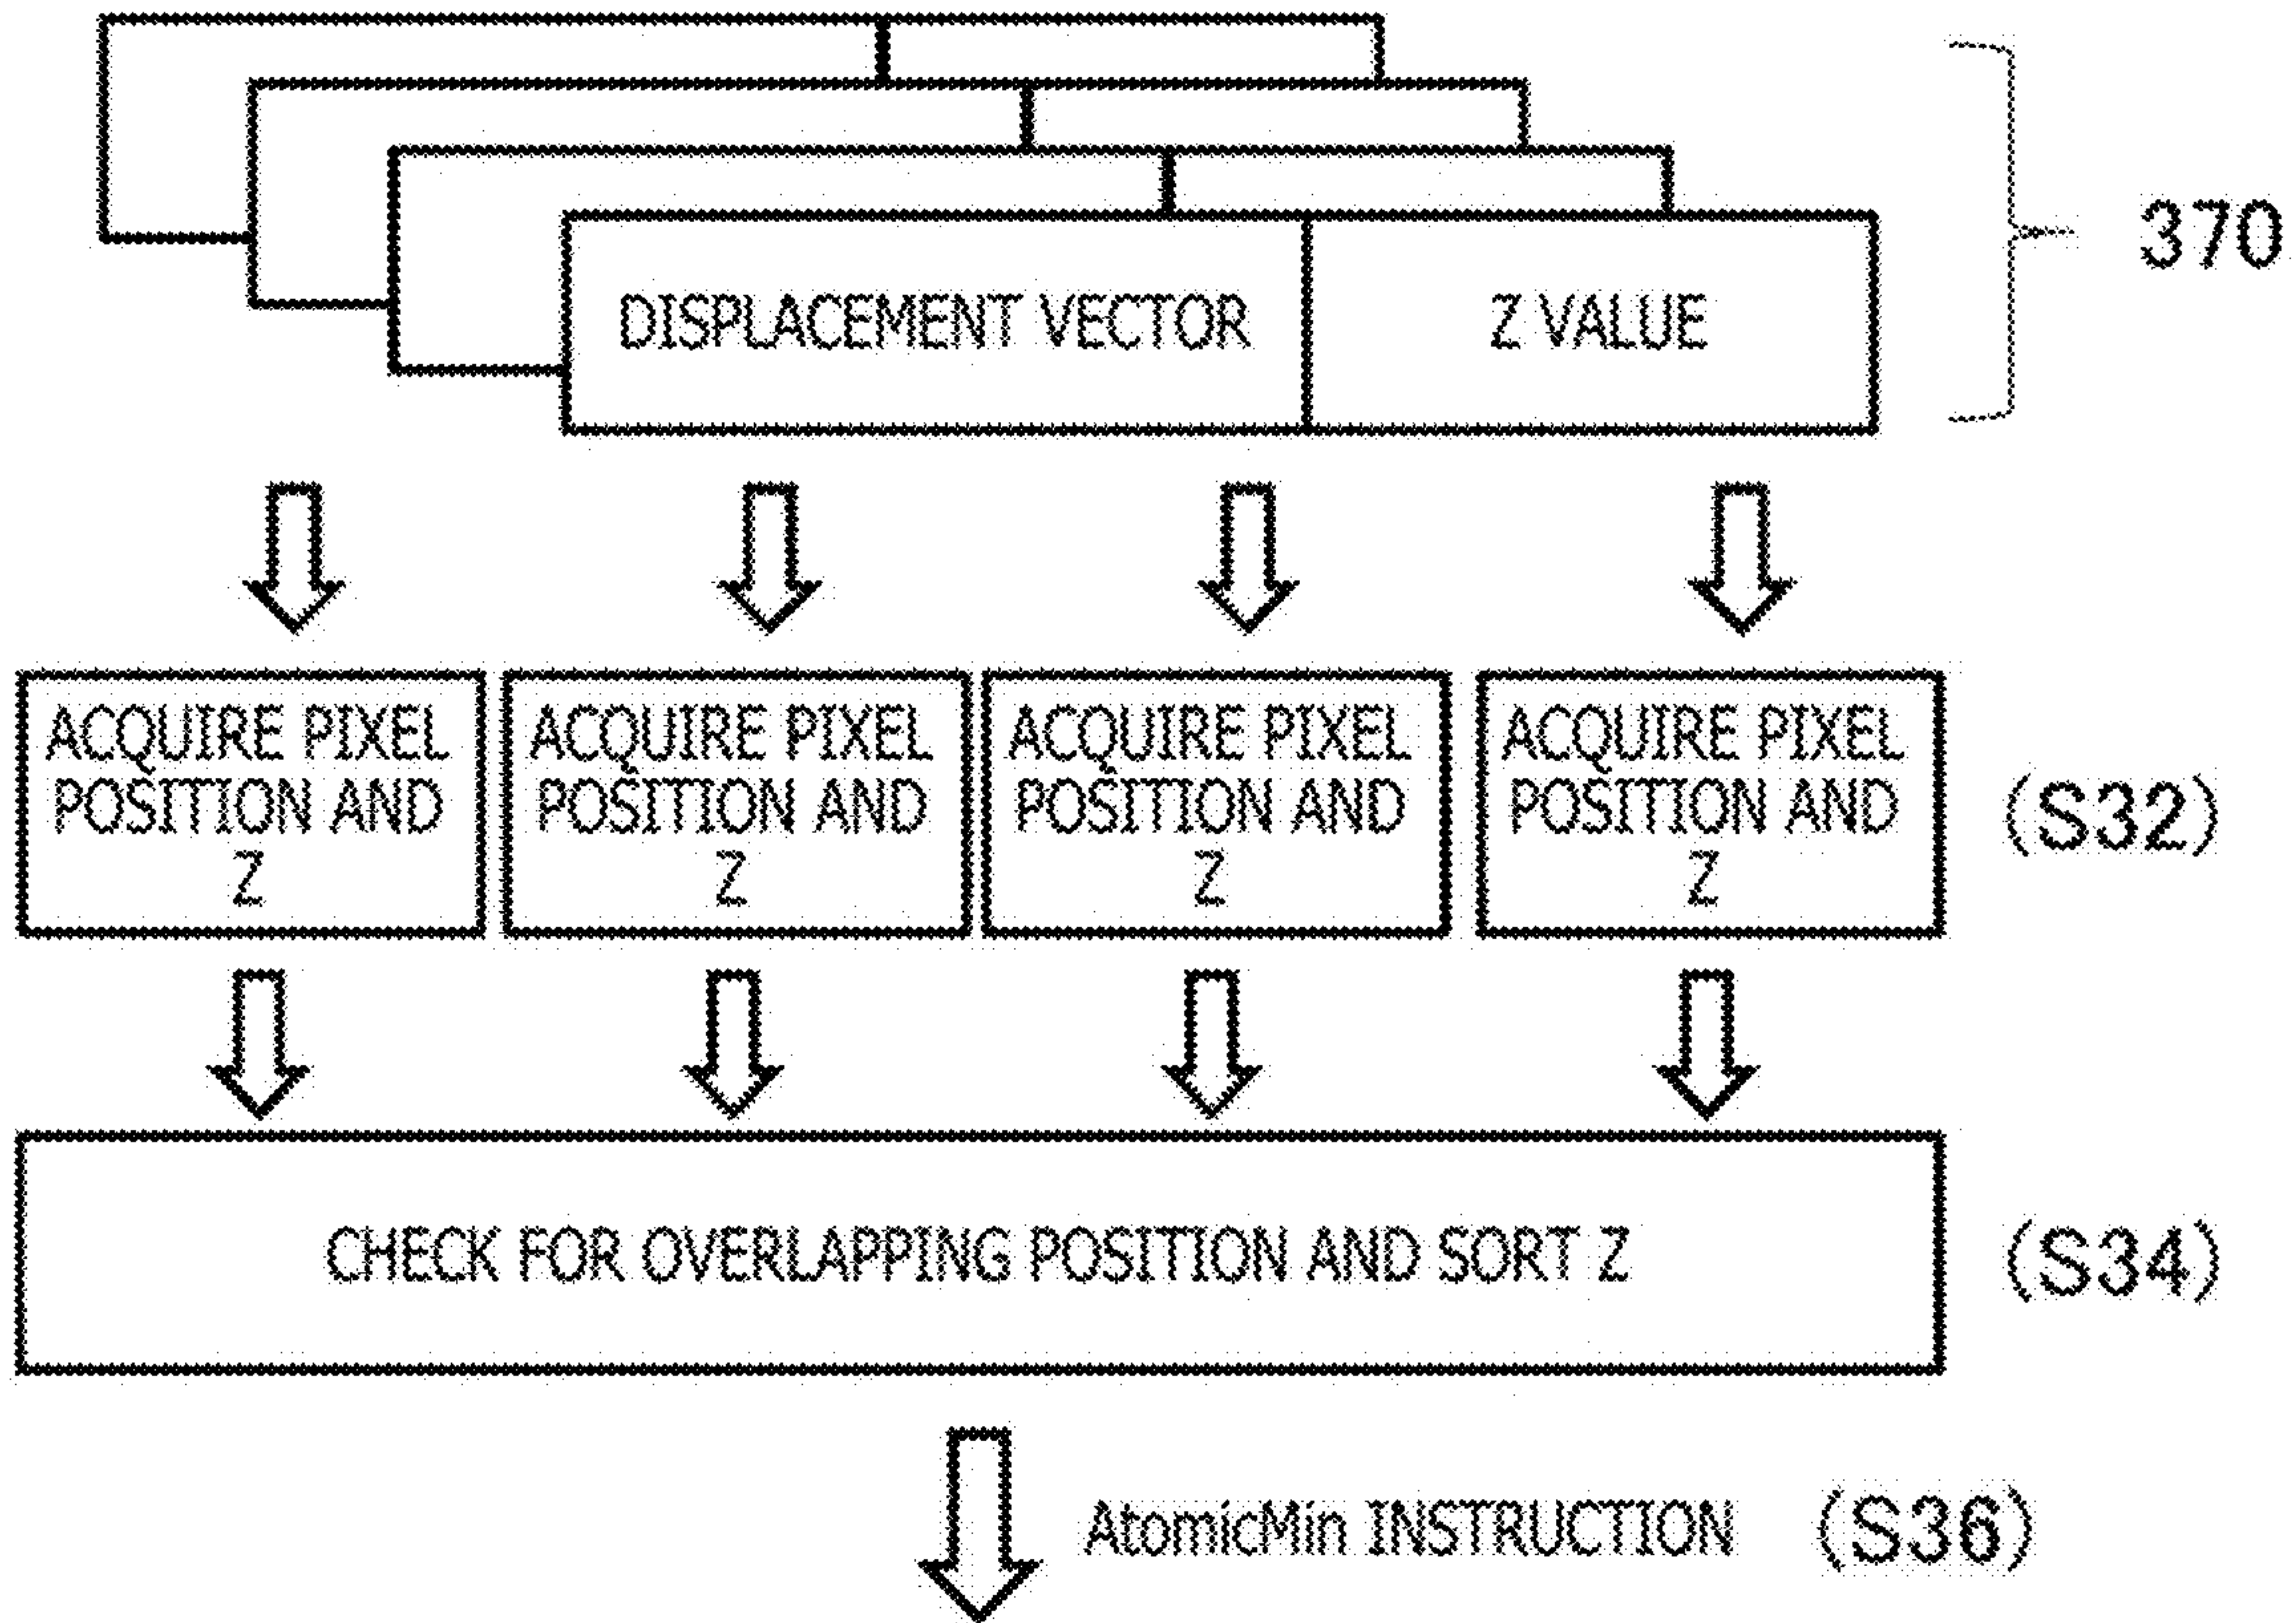 DISPLACEMENT VECTOR
Z VALUE
370
ACQUIRE PIXEL
POSITION AND
Z
ACQUIRE PIXEL
POSITION AND
Z
ACQUIRE PIXEL
POSITION AND
Z
ACQUIRE PIXEL
POSITION AND
Z
(S32)
CHECK FOR OVERLAPPING POSITION AND SORT Z
(S34)
AtomicMin INSTRUCTION
(S36)